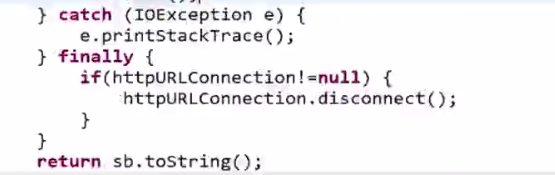 } catch (IOException e) {
e.printStackTrace();
} finally {
if(httpURLConnection!=null) {
httpURLConnection.disconnect();
}
}
return sb.toString();